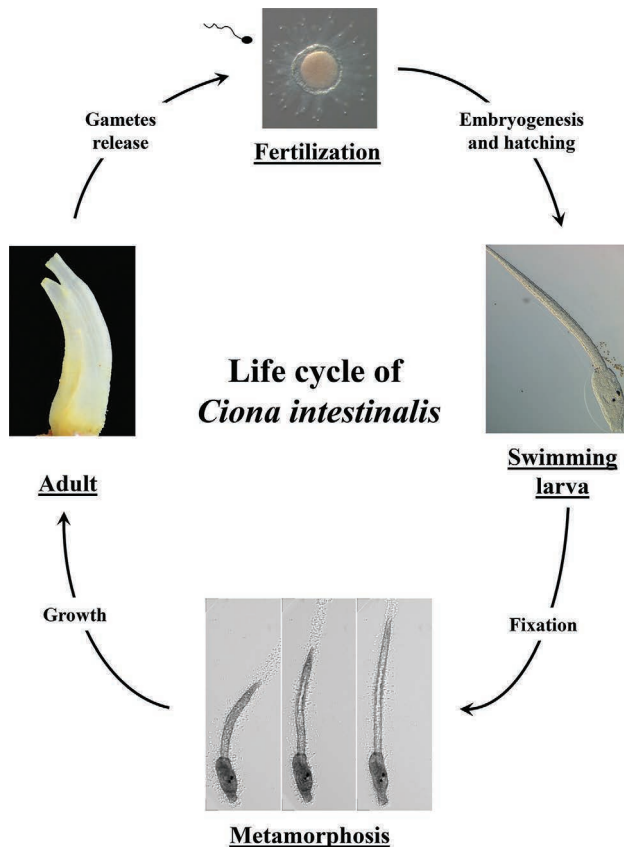 Gametes
release
Fertilization
Embryogenesis
and hatching
Life cycle of
Ciona intestinalis
Swimming
larva
Adult
Growth
Fixation
Metamorphosis